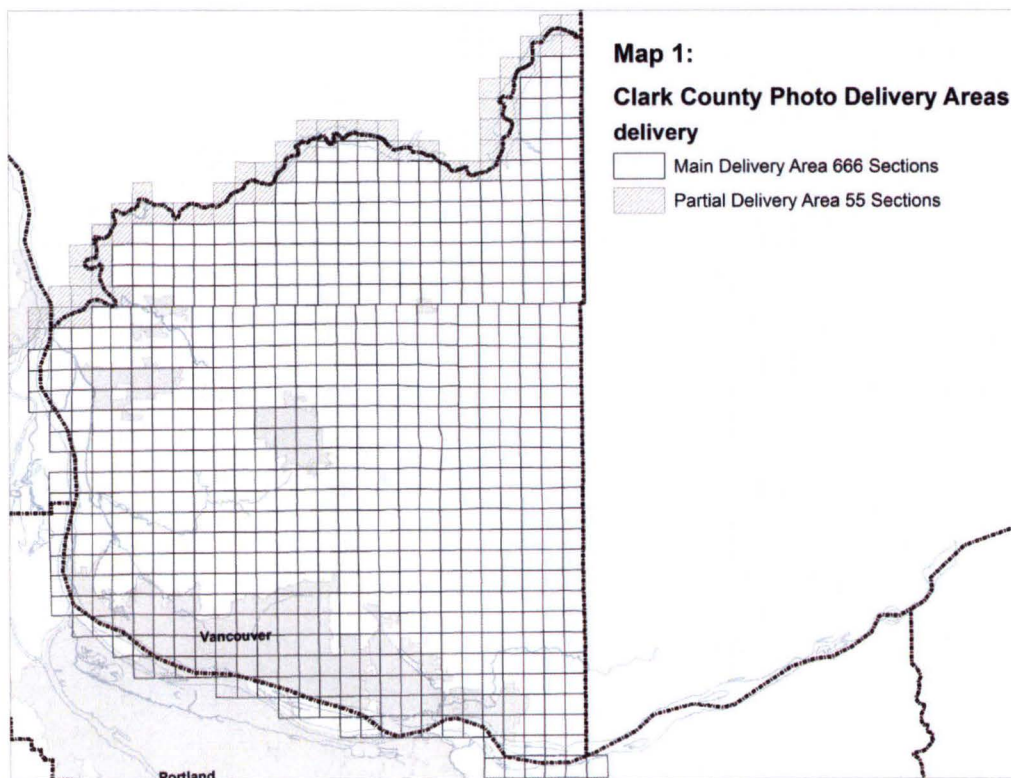 Map 1:
Clark County Photo Delivery Areas
delivery
Main Delivery Area 666 Sections
Partial Delivery Area 55 Sections
Vancouver
Portland